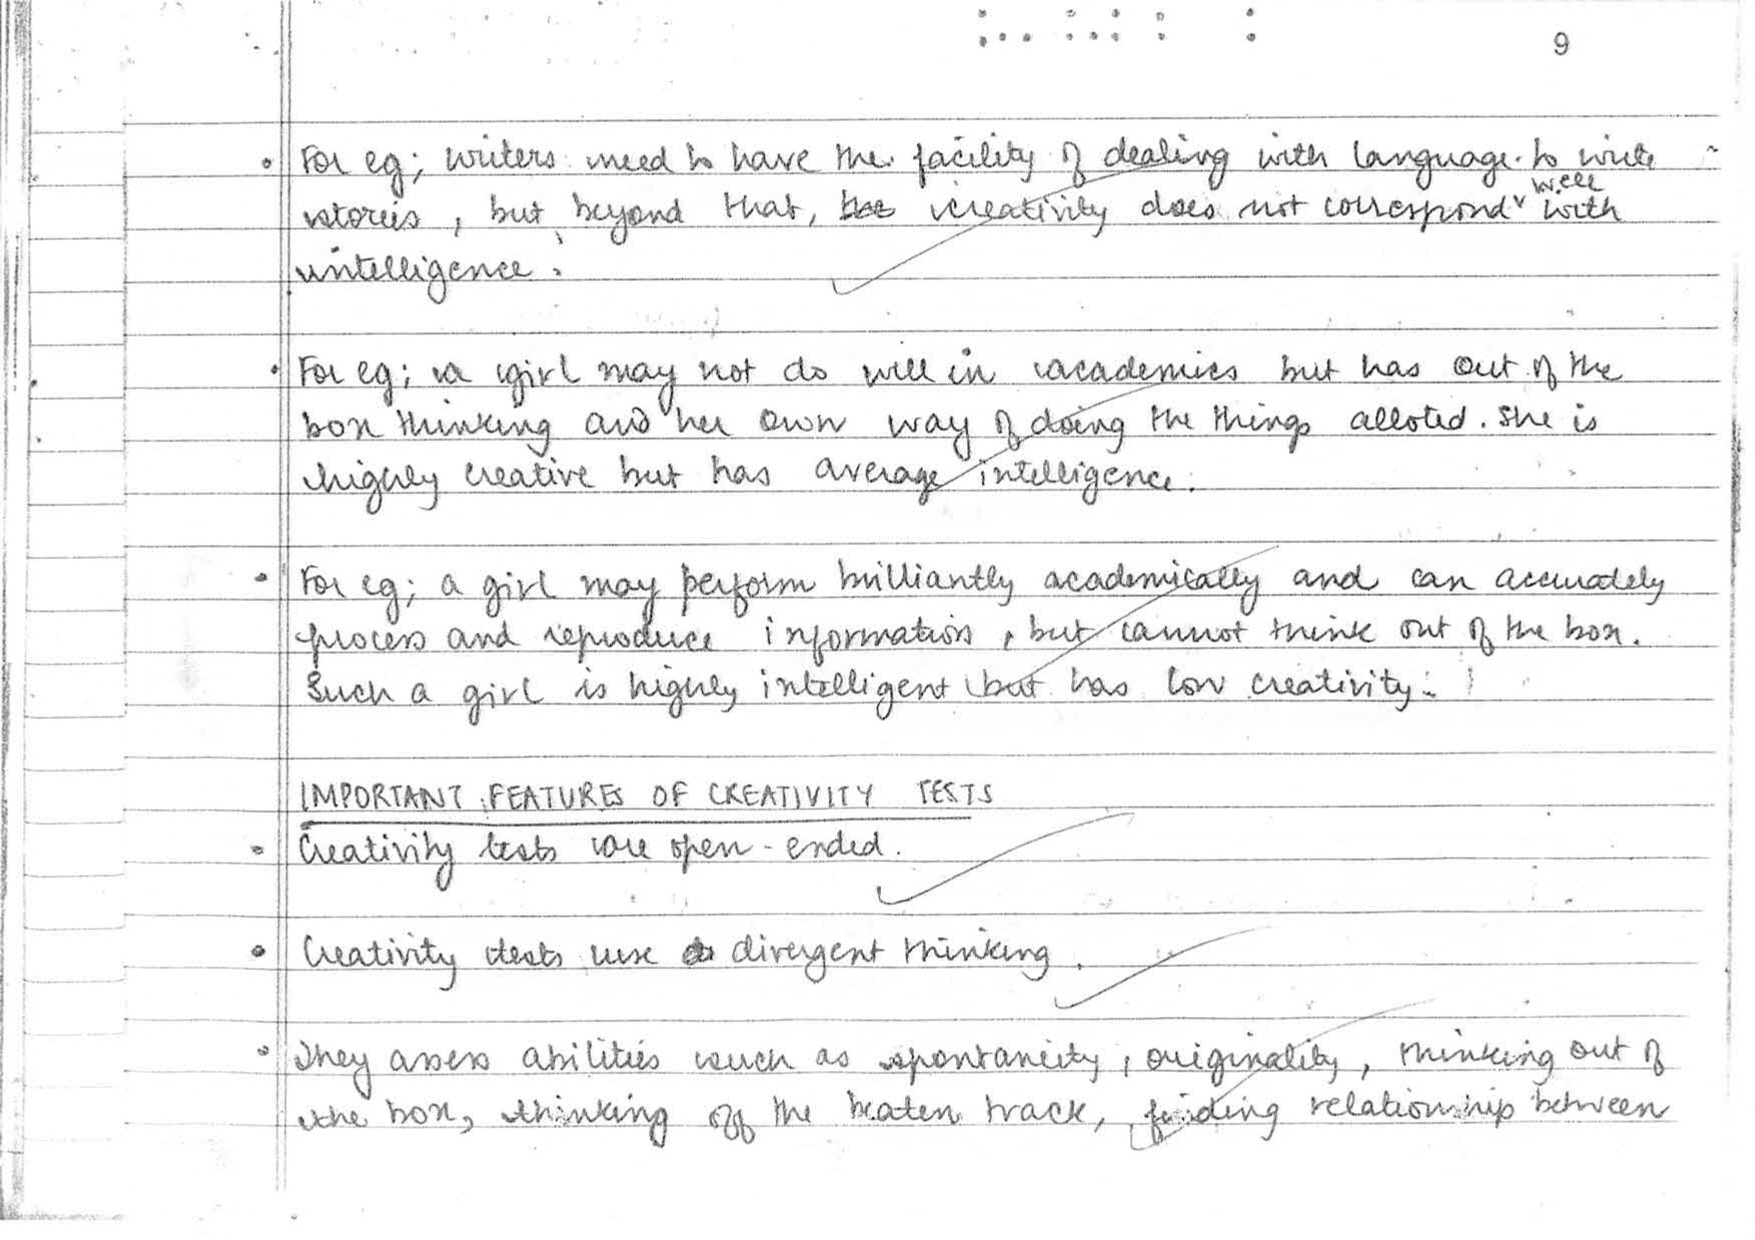 9
• For eg; writers need to have the facility of dealing with language to write
stories, but beyond that, creativity does not correspond well with
intelligence.
• For eg; a girl may not do well in academics but has out of the
box thinking and her own way of doing the things alloted. She is
highly creative but has average intelligence.
• For eg; a girl may perform brilliantly academically and can accurately
process and reproduce information, but cannot think out of the box.
Such a girl is highly intelligent but has low creativity.
IMPORTANT FEATURES OF CREATIVITY TESTS
• Creativity tests are open-ended.
• Creativity tests use divergent thinking.
• They assess abilities such as spontaneity, originality, thinking out of
the box, thinking off the beaten track, finding relationship between